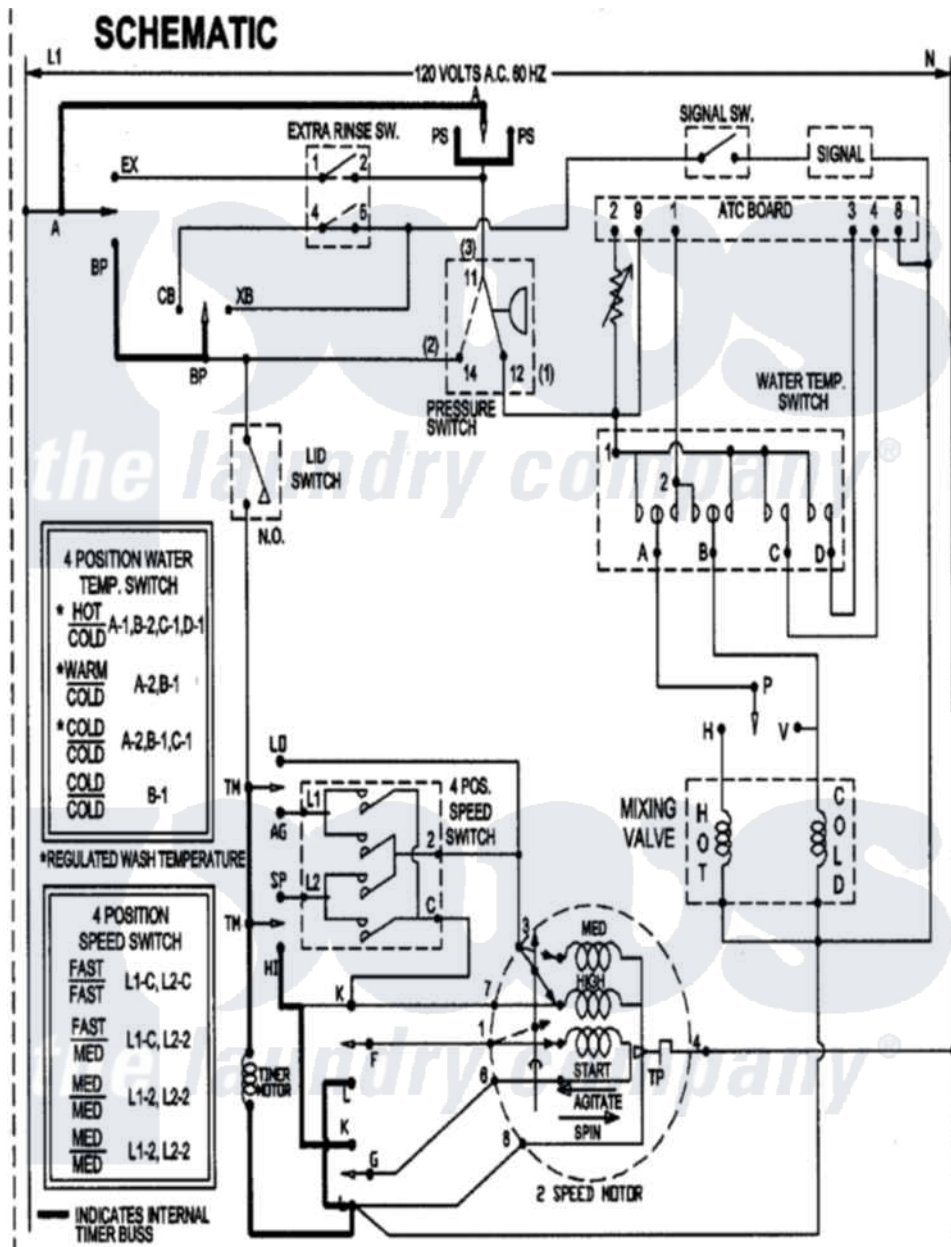 SCHEMATIC
L1
N
120 VOLTS A.C. 60 HZ
A
PS
PS
EXTRA RINSE SW.
SIGNAL SW.
SIGNAL
EX
1
2
4
5
2
9
1
ATC BOARD
3
4
8
A
BP
CB
XB
(3)
11
(2)
14
12
(1)
BP
PRESSURE
SWITCH
WATER TEMP.
SWITCH
1
2
LID
SWITCH
N.O.
A
B
C
D
the laundry company®
4 POSITION WATER
TEMP. SWITCH
* HOT
COLD
A-1,B-2,C-1,D-1
*WARM
COLD
A-2,B-1
*COLD
COLD
A-2,B-1,C-1
COLD
COLD
B-1
*REGULATED WASH TEMPERATURE
P
H
V
MIXING
VALVE
HOT
COLD
LO
TM
AG
L1
4 POS.
SPEED
SWITCH
2
SP
L2
C
TM
HI
4 POSITION
SPEED SWITCH
FAST
FAST
L1-C, L2-C
FAST
MED
L1-C, L2-2
MED
MED
L1-2, L2-2
MED
MED
L1-2, L2-2
3
MED
K
7
HIGH
1
F
START
TP
4
TIMER
MOTOR
L
6
AGITATE
SPIN
K
8
G
L
2 SPEED MOTOR
the laundry company®
INDICATES INTERNAL
TIMER BUSS